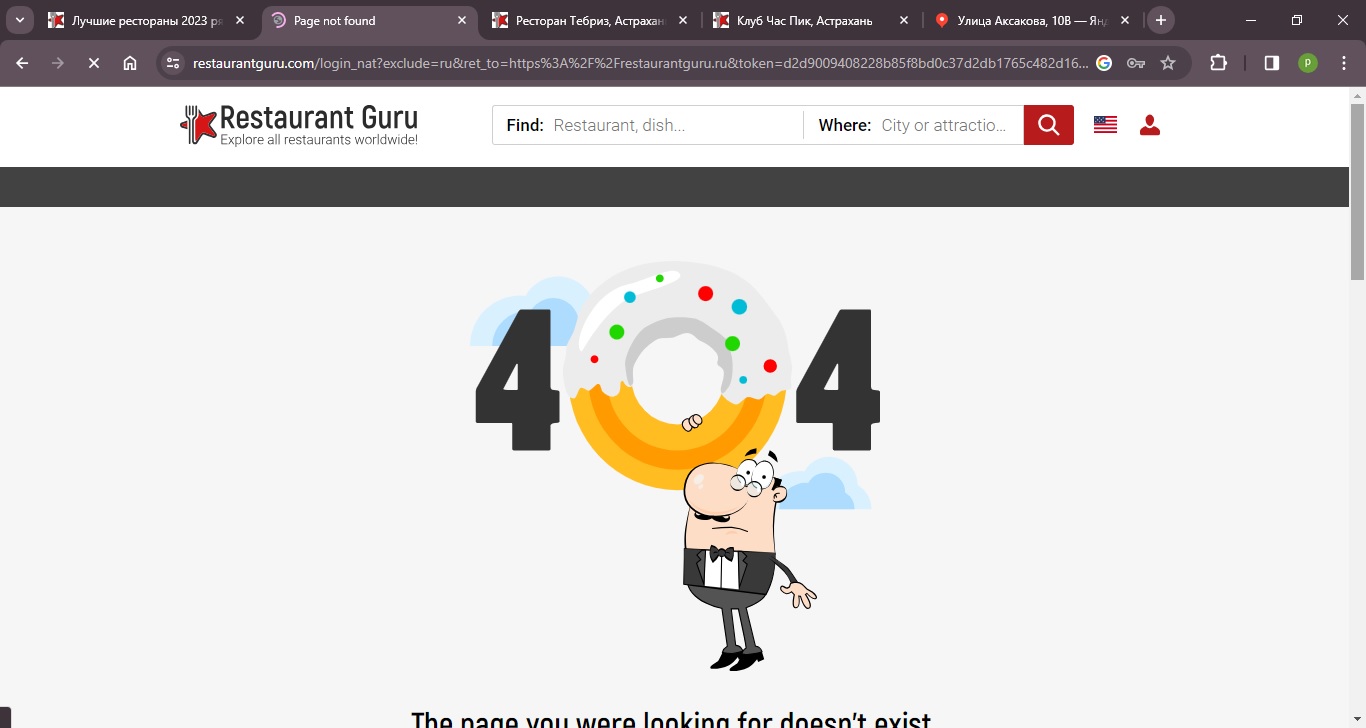 Лучшие рестораны 2023 ря
Page not found
Ресторан Тебриз, Астрахан
Клуб Час Пик, Астрахань
Улица Аксакова, 10В — Ян
restaurantguru.com/login_nat?exclude=ru&ret_to=https%3A%2F%2Frestaurantguru.ru&token=d2d9009408228b85f8bd0c37d2db1765c482d16...
p
Restaurant Guru
Explore all restaurants worldwide!
Find: Restaurant, dish...
Where: City or attractio...
404
The page you were looking for doesn't exist